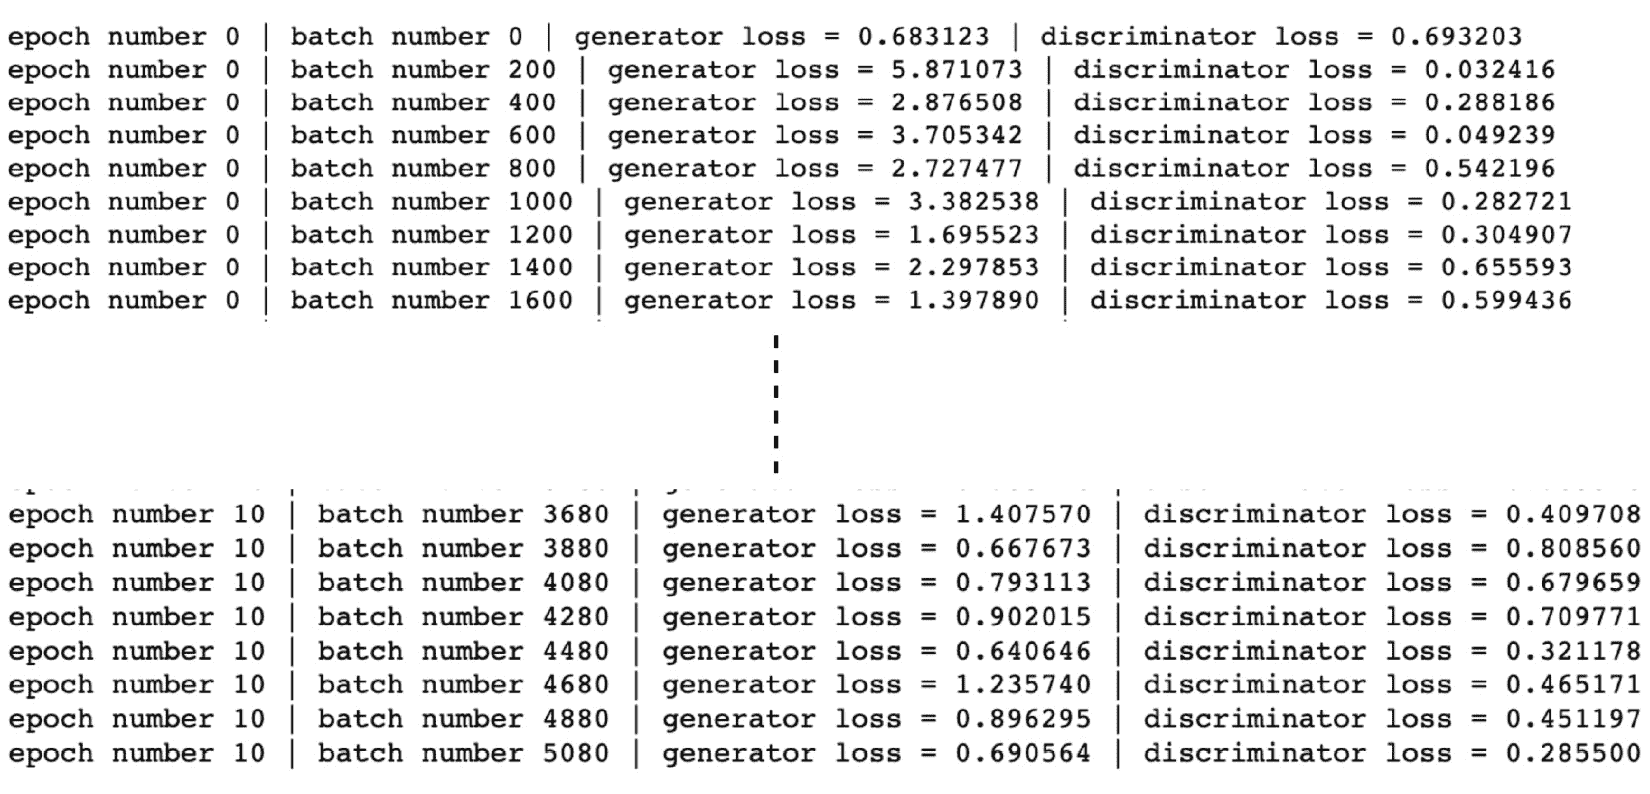 epoch number 0 | batch number 0 | generator loss = 0.683123 | discriminator loss = 0.693203
epoch number 0 | batch number 200 | generator loss = 5.871073 | discriminator loss = 0.032416
epoch number 0 | batch number 400 | generator loss = 2.876508 | discriminator loss = 0.288186
epoch number 0 | batch number 600 | generator loss = 3.705342 | discriminator loss = 0.049239
epoch number 0 | batch number 800 | generator loss = 2.727477 | discriminator loss = 0.542196
epoch number 0 | batch number 1000 | generator loss = 3.382538 | discriminator loss = 0.282721
epoch number 0 | batch number 1200 | generator loss = 1.695523 | discriminator loss = 0.304907
epoch number 0 | batch number 1400 | generator loss = 2.297853 | discriminator loss = 0.655593
epoch number 0 | batch number 1600 | generator loss = 1.397890 | discriminator loss = 0.599436
epoch number 10 | batch number 3680 | generator loss = 1.407570 | discriminator loss = 0.409708
epoch number 10 | batch number 3880 | generator loss = 0.667673 | discriminator loss = 0.808560
epoch number 10 | batch number 4080 | generator loss = 0.793113 | discriminator loss = 0.679659
epoch number 10 | batch number 4280 | generator loss = 0.902015 | discriminator loss = 0.709771
epoch number 10 | batch number 4480 | generator loss = 0.640646 | discriminator loss = 0.321178
epoch number 10 | batch number 4680 | generator loss = 1.235740 | discriminator loss = 0.465171
epoch number 10 | batch number 4880 | generator loss = 0.896295 | discriminator loss = 0.451197
epoch number 10 | batch number 5080 | generator loss = 0.690564 | discriminator loss = 0.285500